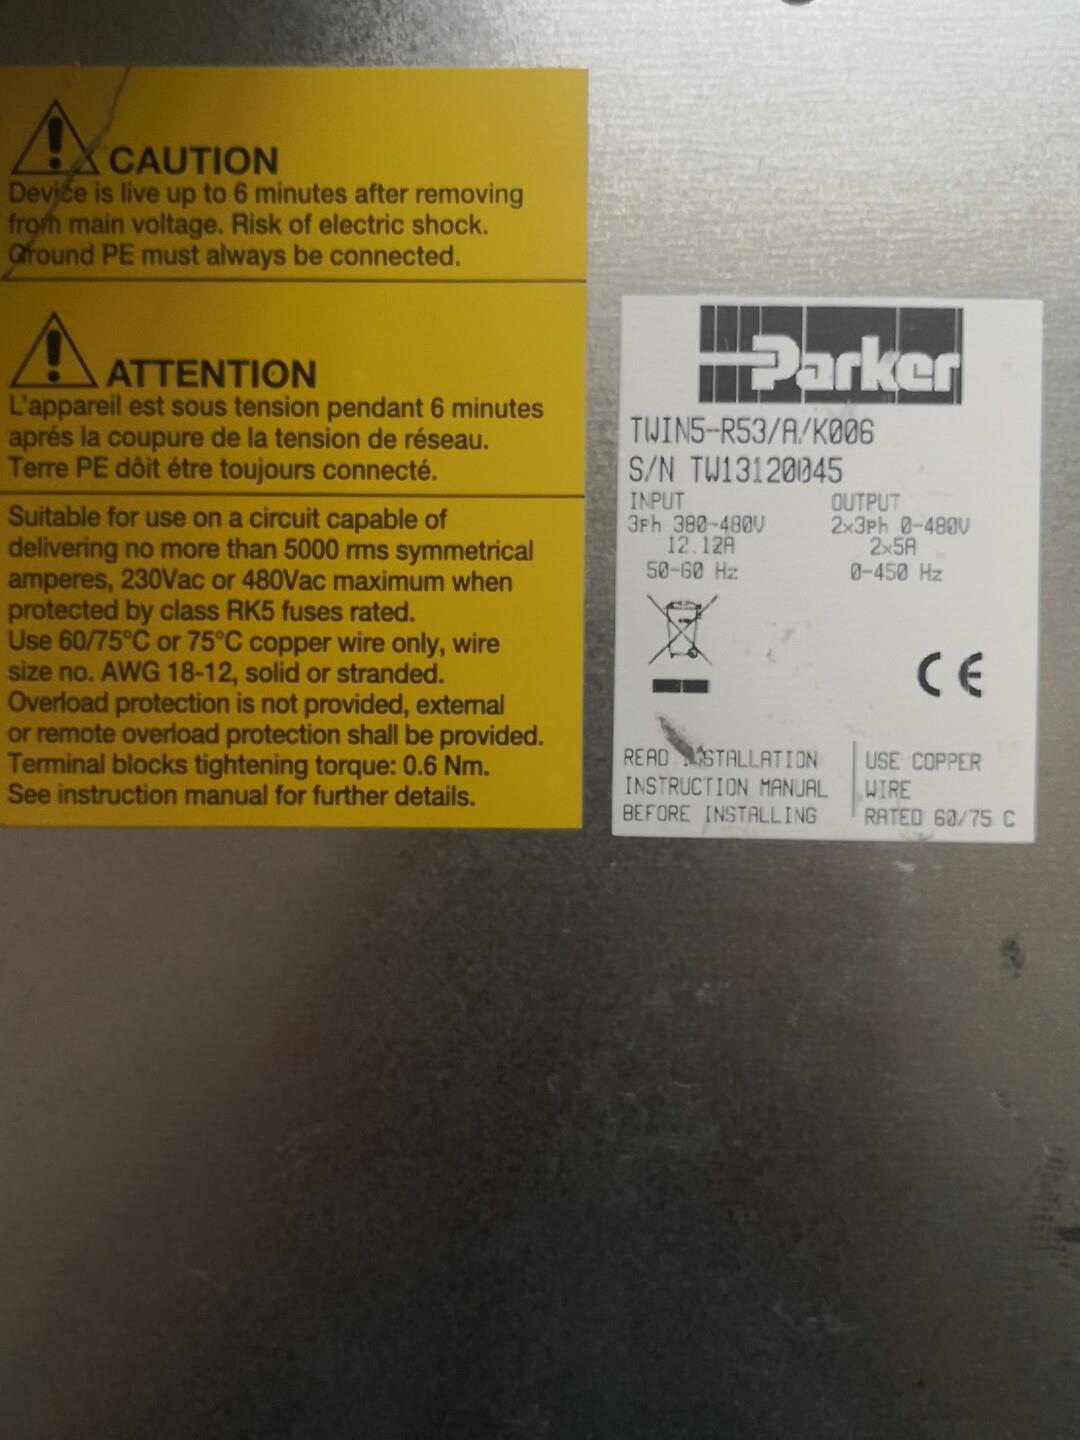 CAUTION
Device is live up to 6 minutes after removing
from main voltage. Risk of electric shock.
Ground PE must always be connected.
ATTENTION
L'appareil est sous tension pendant 6 minutes
aprés la coupure de la tension de réseau.
Terre PE dôit étre toujours connecté.
Suitable for use on a circuit capable of
delivering no more than 5000 rms symmetrical
amperes, 230Vac or 480Vac maximum when
protected by class RK5 fuses rated.
Use 60/75°C or 75°C copper wire only, wire
size no. AWG 18-12, solid or stranded.
Overload protection is not provided, external
or remote overload protection shall be provided.
Terminal blocks tightening torque: 0.6 Nm.
See instruction manual for further details.
Parker
TWIN5-R53/A/K006
S/N TW13120045
INPUT OUTPUT
3Ph 380-480V 2x3Ph 0-480V
12.12A 2x5A
50-60 Hz 0-450 Hz
CE
READ INSTALLATION
INSTRUCTION MANUAL
BEFORE INSTALLING
USE COPPER
WIRE
RATED 60/75 C